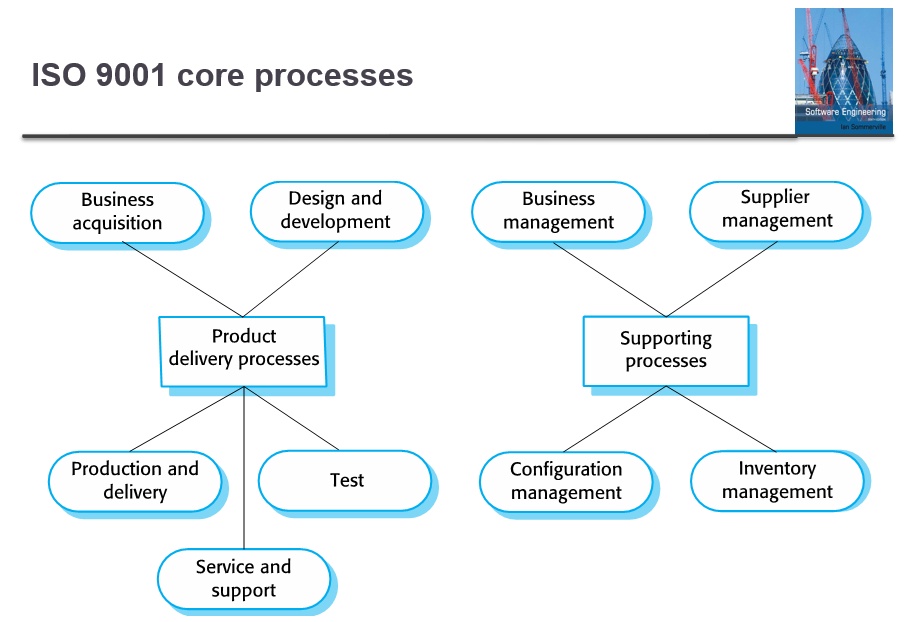 ISO 9001 core processes
Software Engineering
Ian Sommerville
Business
acquisition
Design and
development
Business
management
Supplier
management
Product
delivery processes
Supporting
processes
Production and
delivery
Test
Configuration
management
Inventory
management
Service and
support